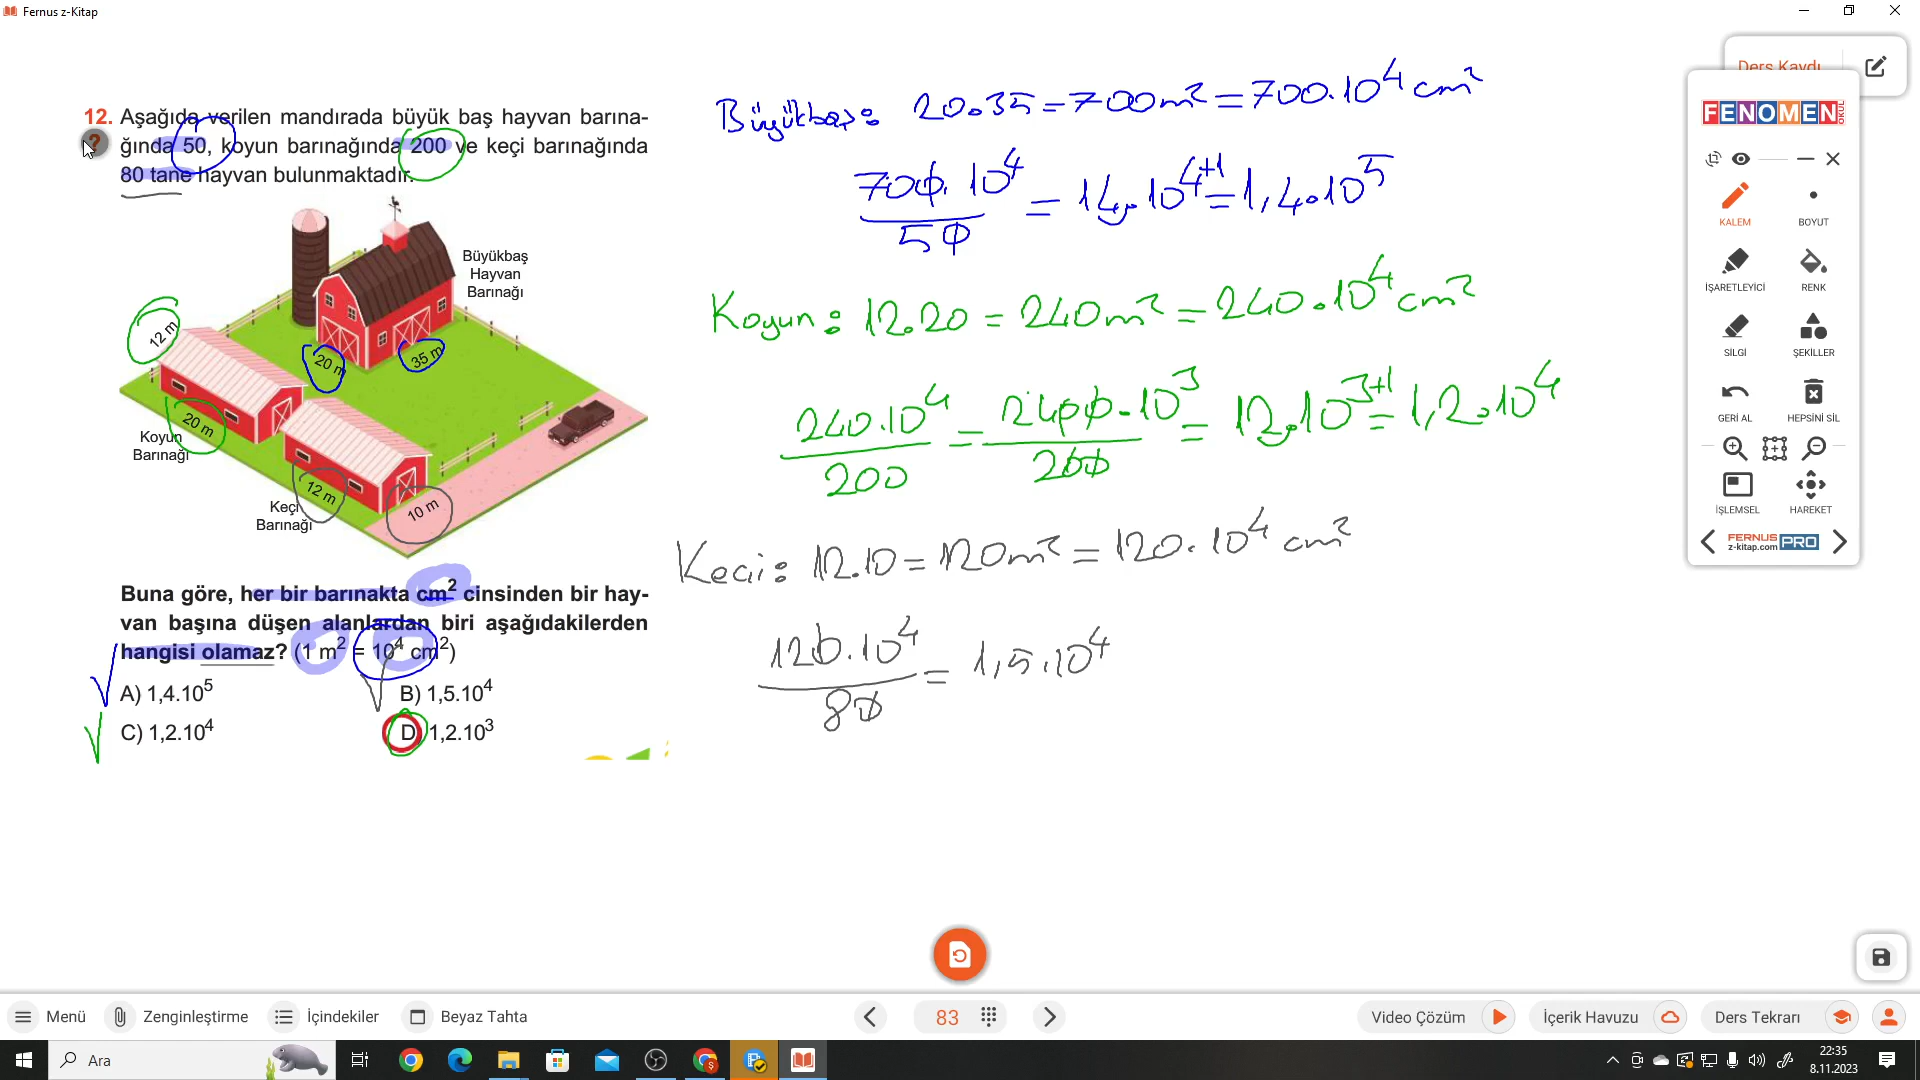 Fernus z-Kitap
12. Aşağıda verilen mandırada büyük baş hayvan barına-
ğında 50, koyun barınağında 200 ve keçi barınağında
80 tane hayvan bulunmaktadır.
Büyükbaş
Hayvan
Barınağı
12 m
20 m
35 m
20 m
Koyun
Barınağı
12 m
10 m
Keçi
Barınağı
Buna göre, her bir barınakta cm² cinsinden bir hay-
van başına düşen alanlardan biri aşağıdakilerden
hangisi olamaz? (1 m² = 10⁴ cm²)
A) 1,4.10⁵ B) 1,5.10⁴
C) 1,2.10⁴ D) 1,2.10³
Büyükbaş: 20.35 = 700m² = 700.10⁴ cm²
700.10⁴ / 50 = 14.10⁴⁺¹ = 1,4.10⁵
Koyun: 12.20 = 240m² = 240.10⁴ cm²
240.10⁴ / 200 = 2400.10³ / 200 = 12.10³⁺¹ = 1,2.10⁴
Keçi: 12.10 = 120m² = 120.10⁴ cm²
120.10⁴ / 80 = 1,5.10⁴
Ders Kaydı
FENOMEN OKUL
KALEM BOYUT
İŞARETLEYİCİ RENK
SİLGİ ŞEKİLLER
GERİ AL HEPSİNİ SİL
İŞLEMSEL HAREKET
FERNUS PRO
z-kitap.com
Menü Zenginleştirme İçindekiler Beyaz Tahta 83 Video Çözüm İçerik Havuzu Ders Tekrarı
Ara
22:35
8.11.2023